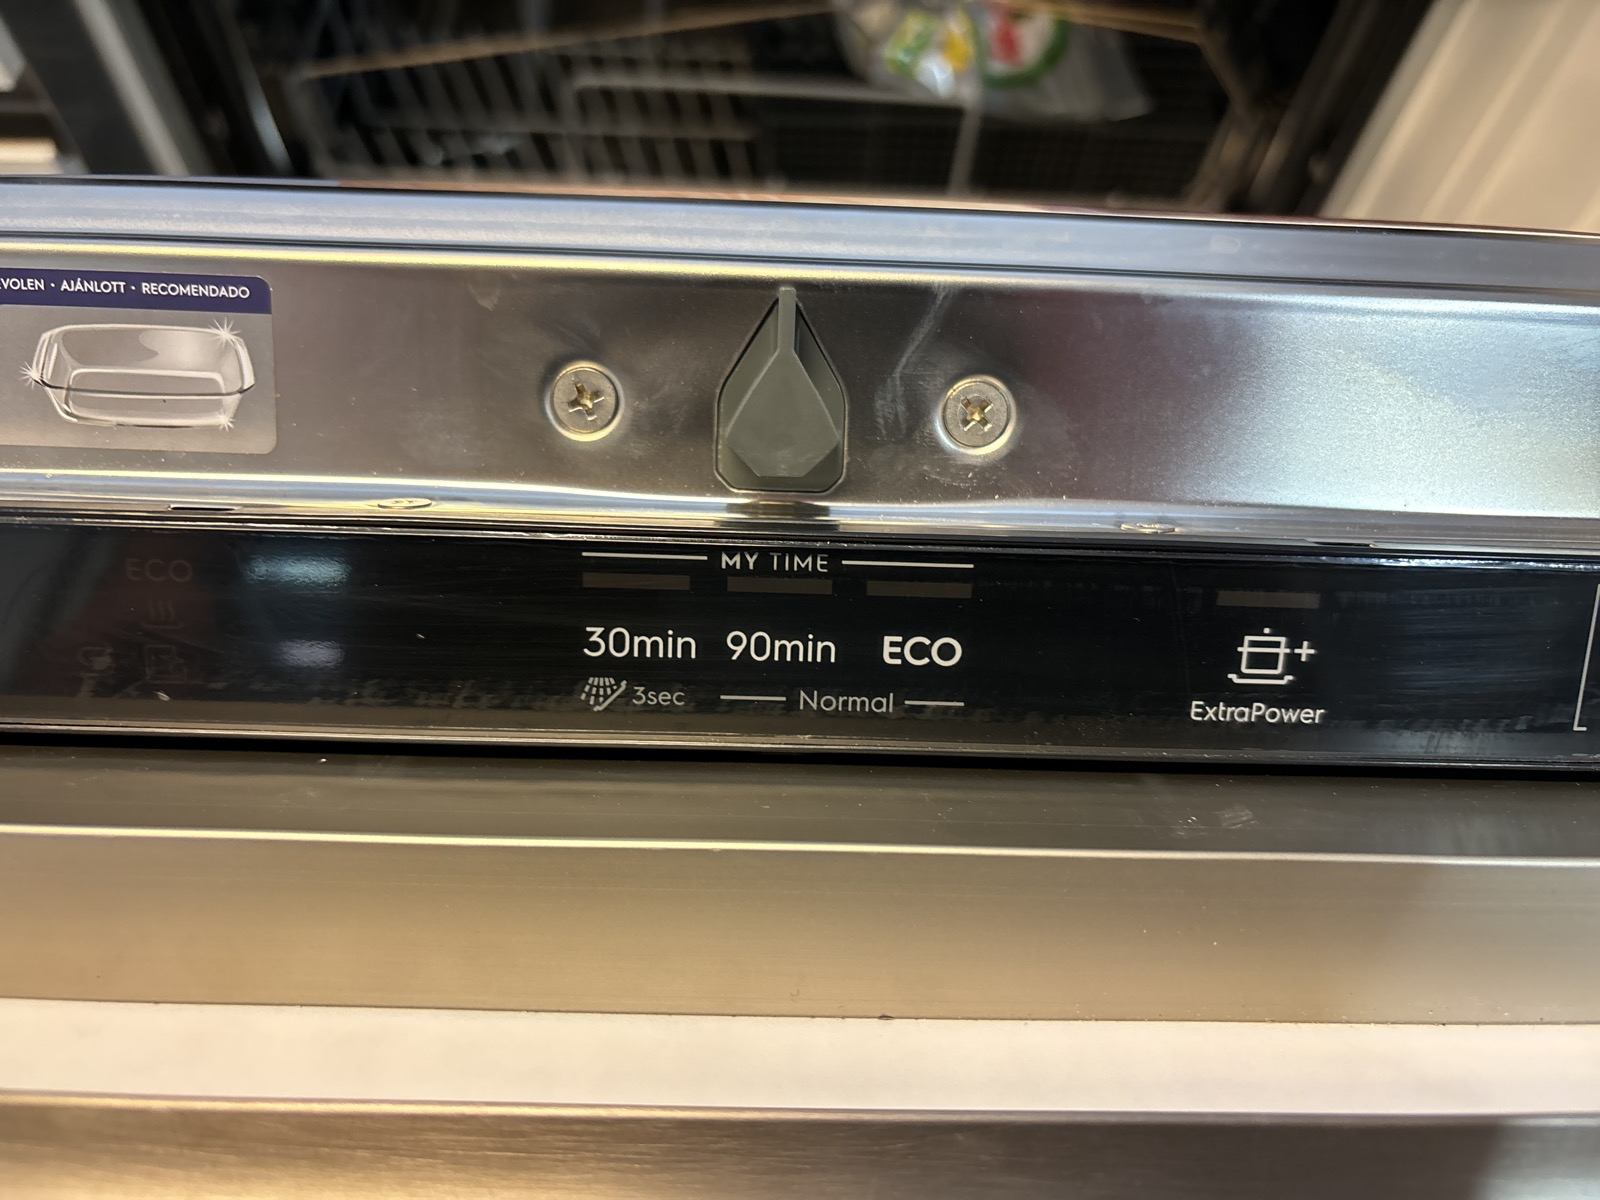 VOLEN · AJÁNLOTT · RECOMENDADO
MY TIME
ECO
30min 90min ECO
3sec Normal
+
ExtraPower